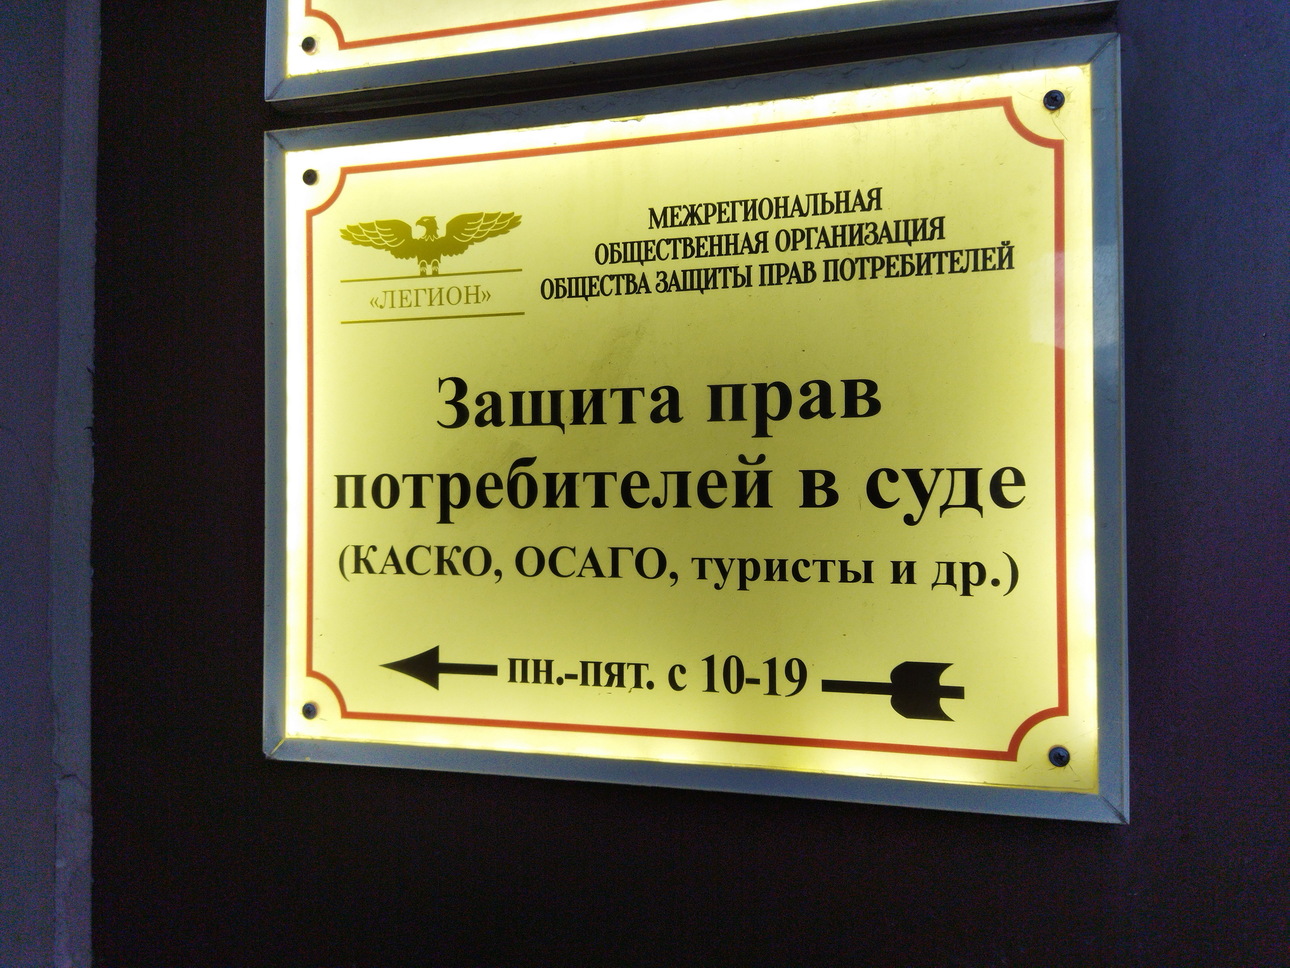 «ЛЕГИОН»
МЕЖРЕГИОНАЛЬНАЯ
ОБЩЕСТВЕННАЯ ОРГАНИЗАЦИЯ
ОБЩЕСТВА ЗАЩИТЫ ПРАВ ПОТРЕБИТЕЛЕЙ
Защита прав
потребителей в суде
(КАСКО, ОСАГО, туристы и др.)
пн.-пят. с 10-19